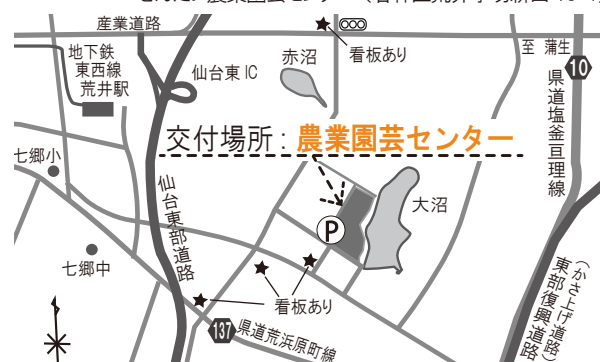 産業道路
看板あり
至 蒲生
10
地下鉄
東西線
荒井駅
仙台東IC
赤沼
県道塩釜亘理線
交付場所：農業園芸センター
七郷小
仙台東部道路
大沼
P
七郷中
看板あり
137
県道荒浜原町線
(かさ上げ道路)
東部復興道路